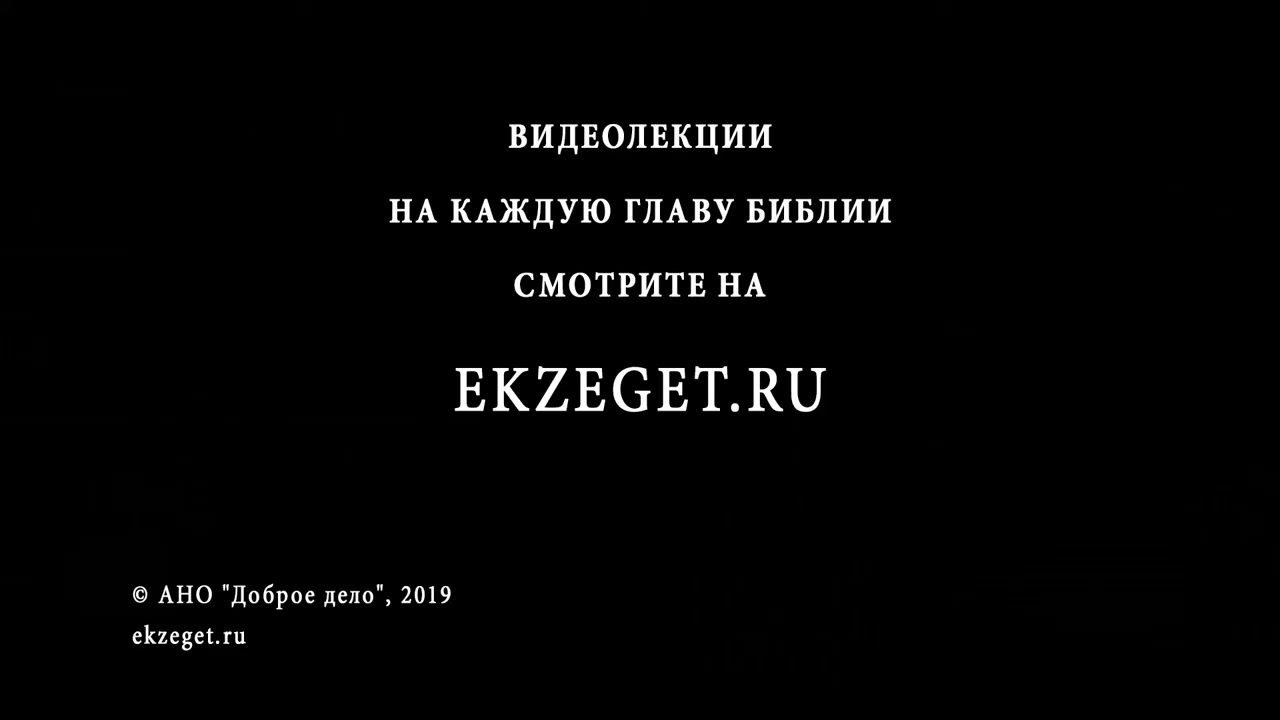 ВИДЕОЛЕКЦИИ
НА КАЖДУЮ ГЛАВУ БИБЛИИ
СМОТРИТЕ НА
EKZEGET.RU
© АНО "Доброе дело", 2019
ekzeget.ru